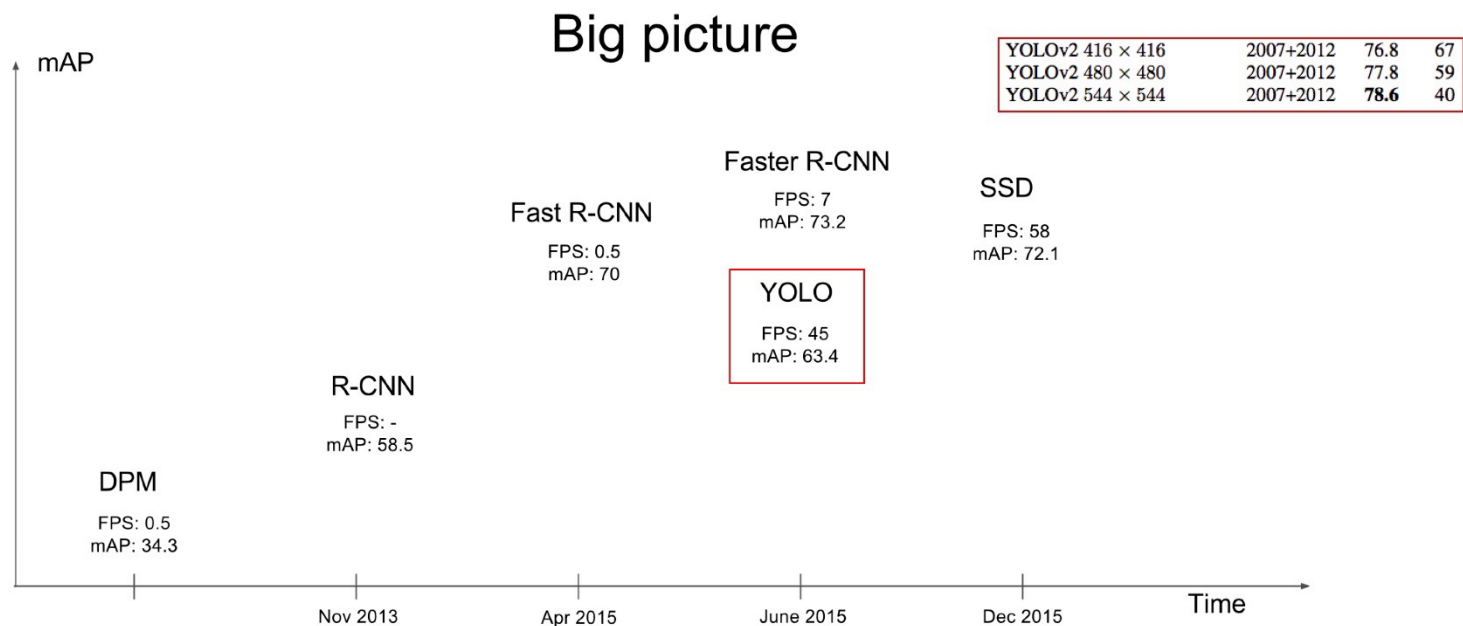 Big picture
mAP
YOLOv2 416 × 416 2007+2012 76.8 67
YOLOv2 480 × 480 2007+2012 77.8 59
YOLOv2 544 × 544 2007+2012 78.6 40
Faster R-CNN
FPS: 7
mAP: 73.2
SSD
FPS: 58
mAP: 72.1
Fast R-CNN
FPS: 0.5
mAP: 70
YOLO
FPS: 45
mAP: 63.4
R-CNN
FPS: -
mAP: 58.5
DPM
FPS: 0.5
mAP: 34.3
Nov 2013
Apr 2015
June 2015
Dec 2015
Time